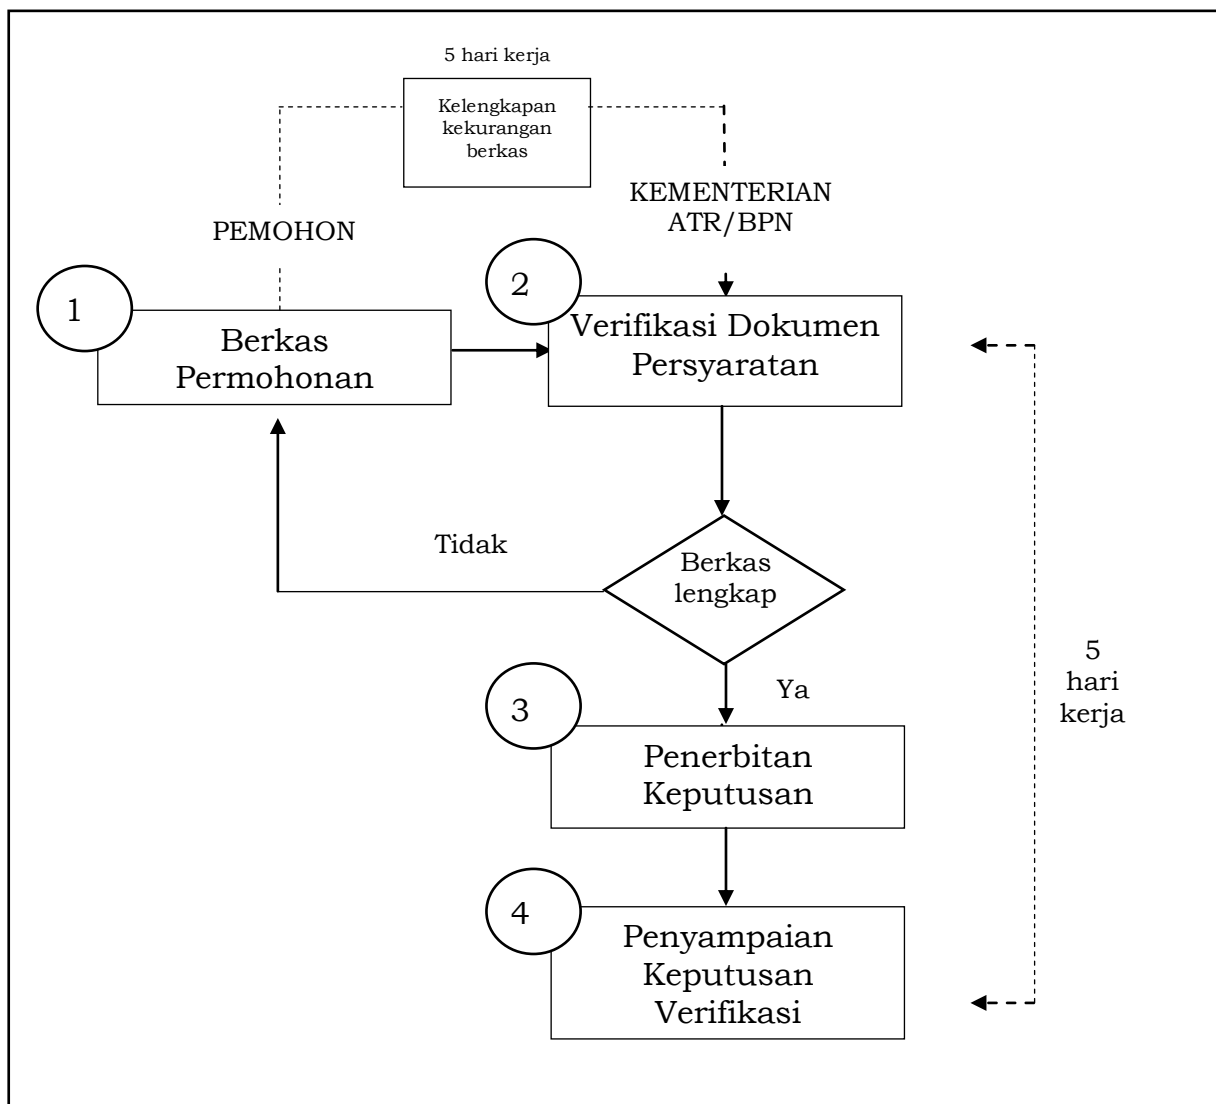 5 hari kerja
Kelengkapan
kekurangan
berkas
KEMENTERIAN
ATR/BPN
PEMOHON
1
Berkas
Permohonan
2
Verifikasi Dokumen
Persyaratan
Tidak
Berkas
lengkap
Ya
5
hari
kerja
3
Penerbitan
Keputusan
4
Penyampaian
Keputusan
Verifikasi